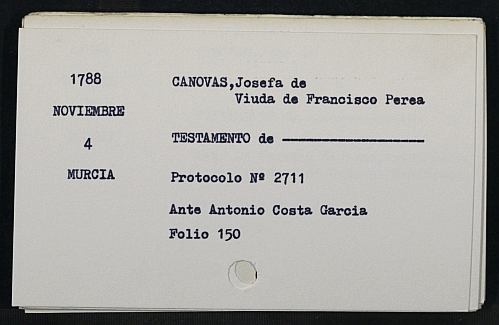 1788
NOVIEMBRE
4
MURCIA
CANOVAS,Josefa de
Viuda de Francisco Perea
TESTAMENTO de ----------------
Protocolo Nº 2711
Ante Antonio Costa Garcia
Folio 150